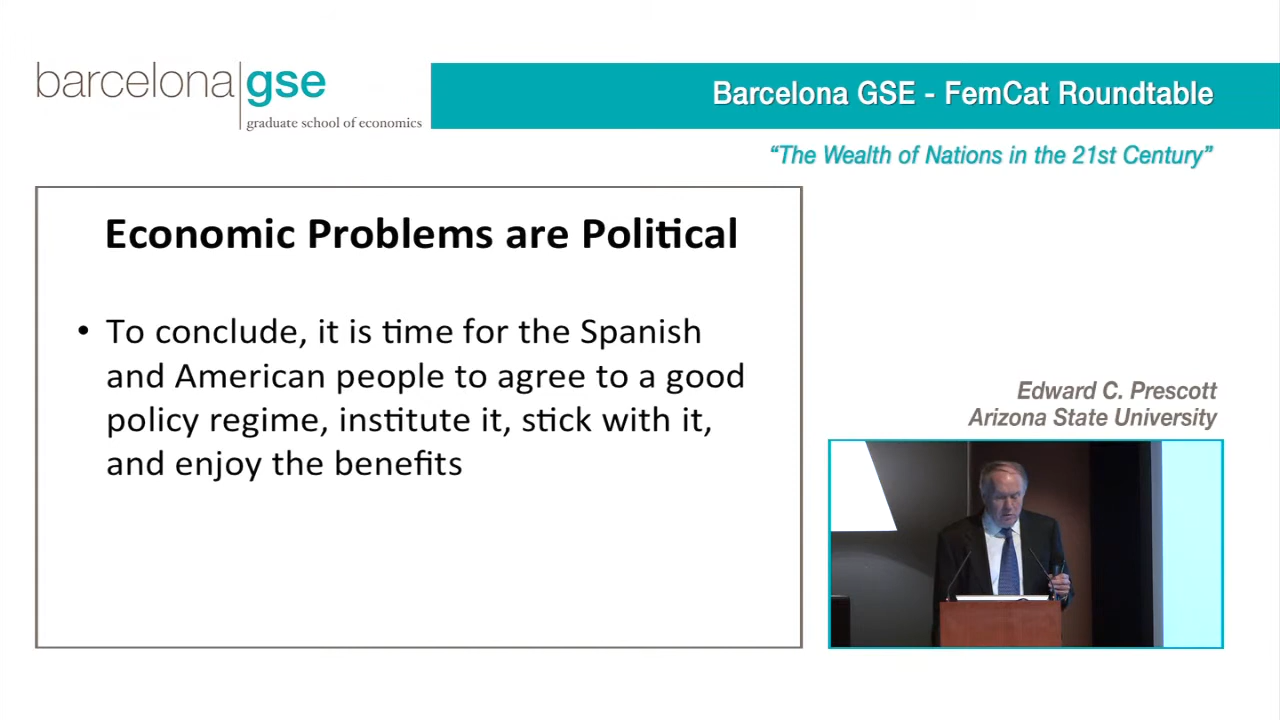 barcelona gse
graduate school of economics
Barcelona GSE - FemCat Roundtable
“The Wealth of Nations in the 21st Century”
Economic Problems are Political
• To conclude, it is time for the Spanish
and American people to agree to a good
policy regime, institute it, stick with it,
and enjoy the benefits
Edward C. Prescott
Arizona State University